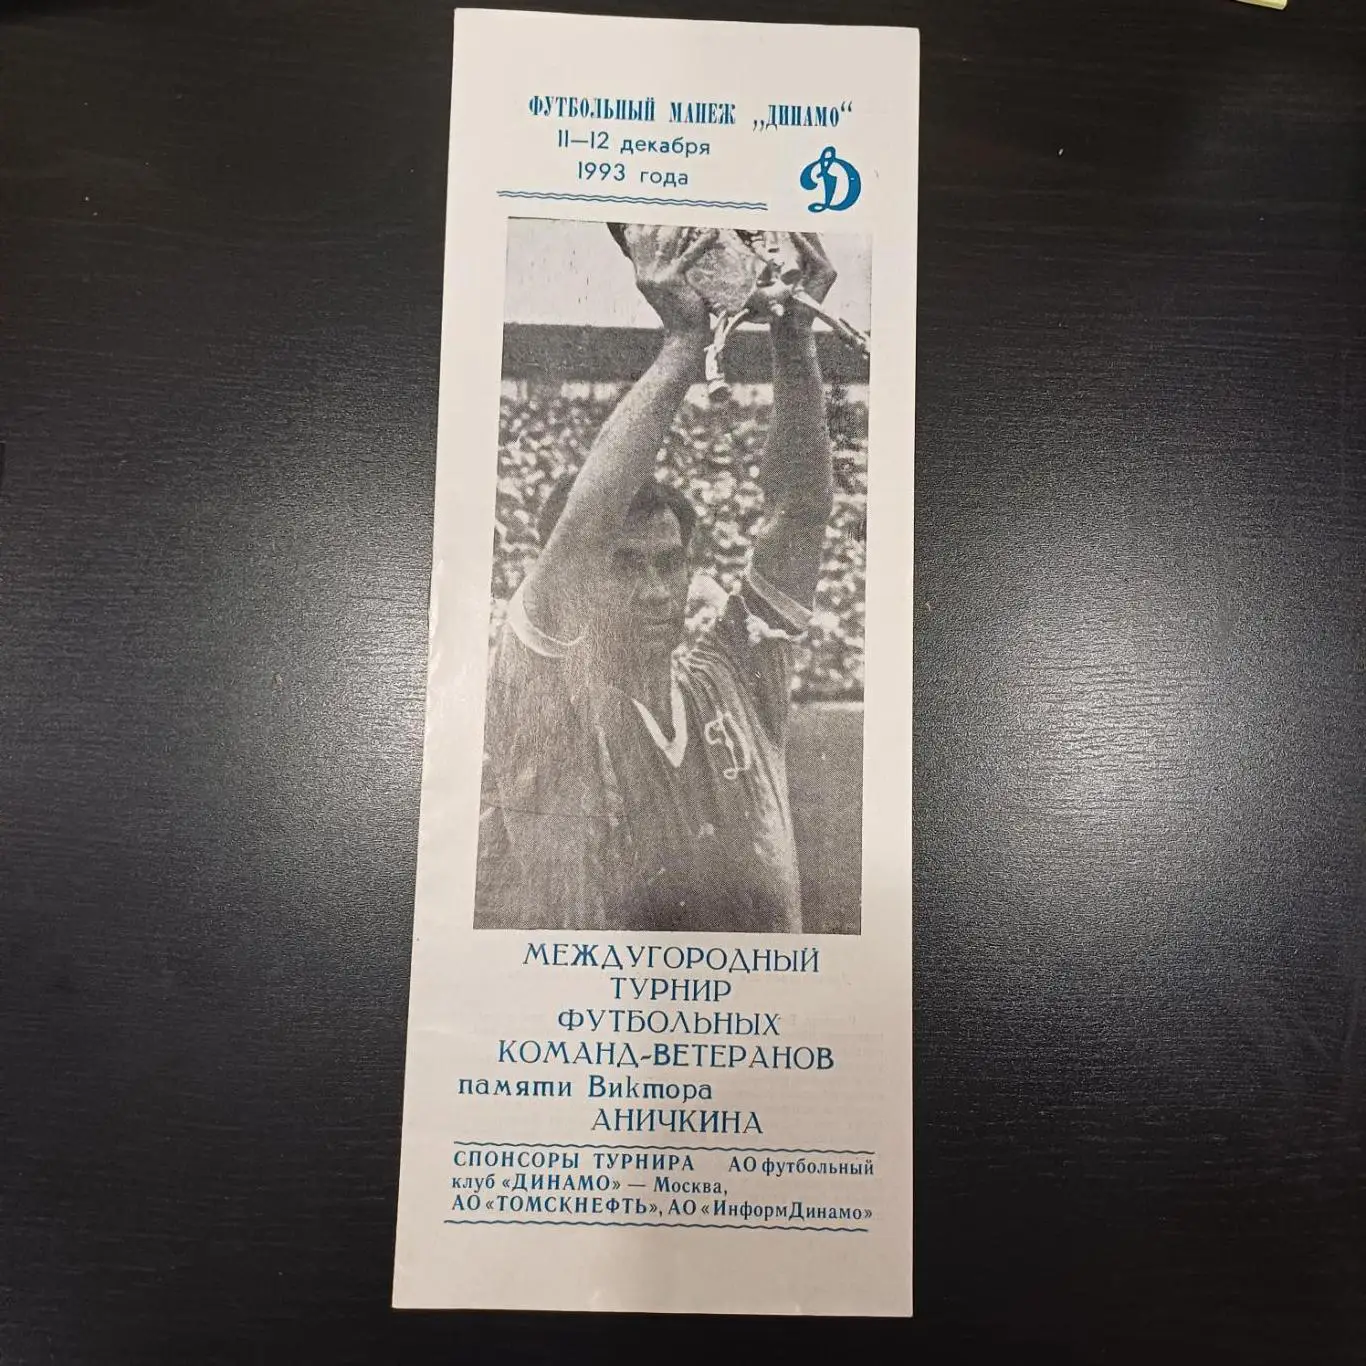 ФУТБОЛЬНЫЙ МАНЕЖ „ДИНАМО“
11—12 декабря
1993 года
МЕЖДУГОРОДНЫЙ
ТУРНИР
ФУТБОЛЬНЫХ
КОМАНД-ВЕТЕРАНОВ
памяти Виктора
АНИЧКИНА
СПОНСОРЫ ТУРНИРА АО футбольный
клуб «ДИНАМО» — Москва,
АО «ТОМСКНЕФТЬ», АО «ИнформДинамо»